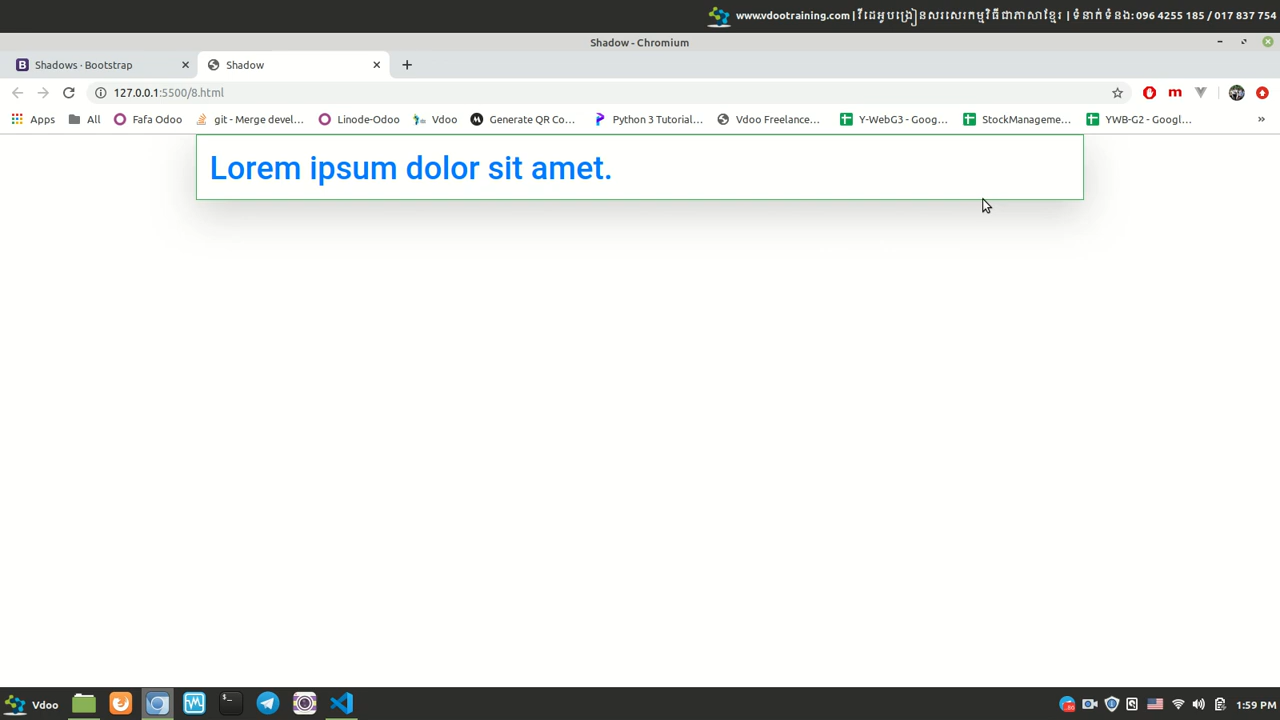 www.vdootraining.com | វីដេអូបង្រៀនសរសេរកម្មវិធីជាភាសាខ្មែរ | ទំនាក់ទំនង: 096 4255 185 / 017 837 754
Shadow - Chromium
Shadows · Bootstrap
Shadow
127.0.0.1:5500/8.html
Apps
All
Fafa Odoo
git - Merge devel...
Linode-Odoo
Vdoo
Generate QR Co...
Python 3 Tutorial...
Vdoo Freelance...
Y-WebG3 - Goog...
StockManageme...
YWB-G2 - Googl...
»
Lorem ipsum dolor sit amet.
Vdoo
1:59 PM